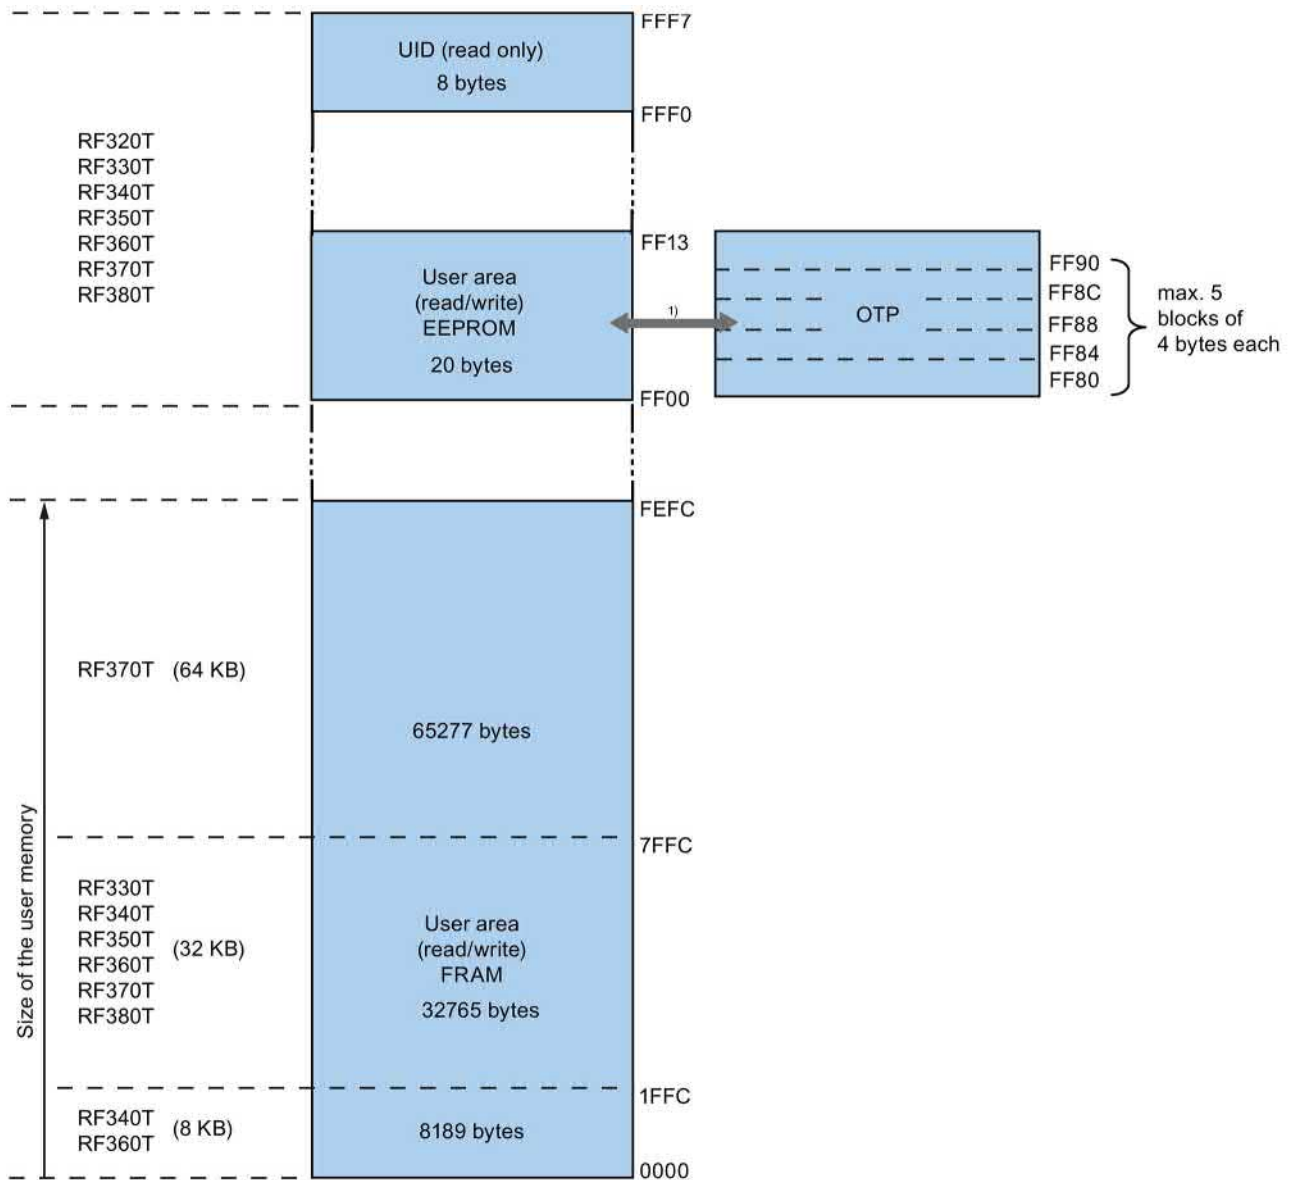 FFF7
UID (read only)
8 bytes
FFF0
RF320T
RF330T
RF340T
RF350T
RF360T
RF370T
RF380T
FF13
User area
(read/write)
EEPROM
20 bytes
FF00
1)
OTP
FF90
FF8C
FF88
FF84
FF80
max. 5
blocks of
4 bytes each
FEFC
RF370T (64 KB)
65277 bytes
7FFC
Size of the user memory
RF330T
RF340T
RF350T
RF360T
RF370T
RF380T
(32 KB)
User area
(read/write)
FRAM
32765 bytes
1FFC
RF340T
RF360T
(8 KB)
8189 bytes
0000